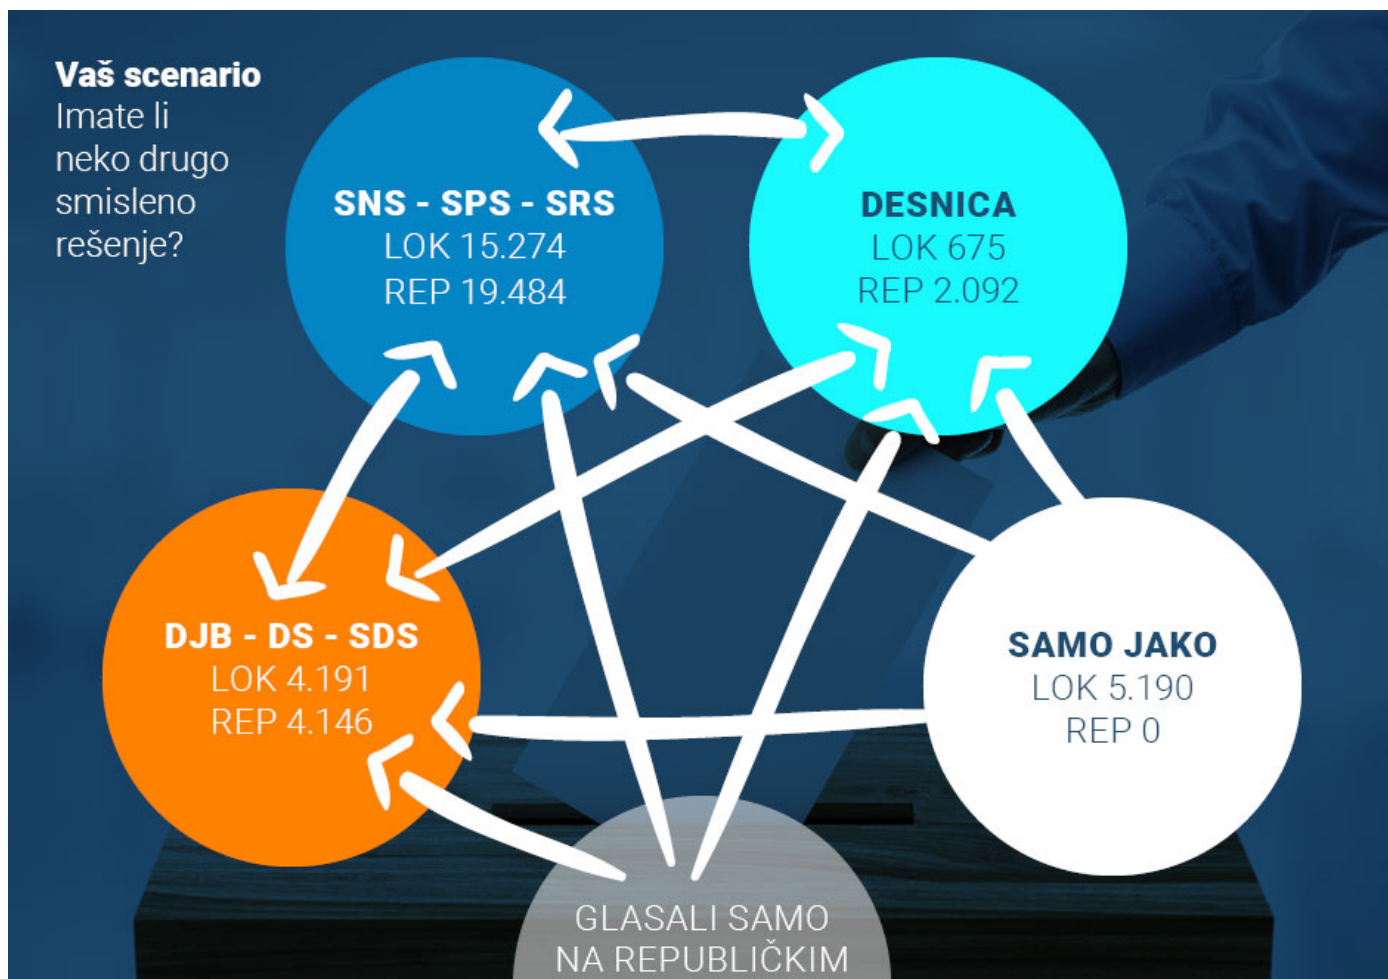 Vaš scenario
Imate li
neko drugo
smisleno
rešenje?
SNS - SPS - SRS
LOK 15.274
REP 19.484
DESNICA
LOK 675
REP 2.092
DJB - DS - SDS
LOK 4.191
REP 4.146
SAMO JAKO
LOK 5.190
REP 0
GLASALI SAMO
NA REPUBLIČKIM